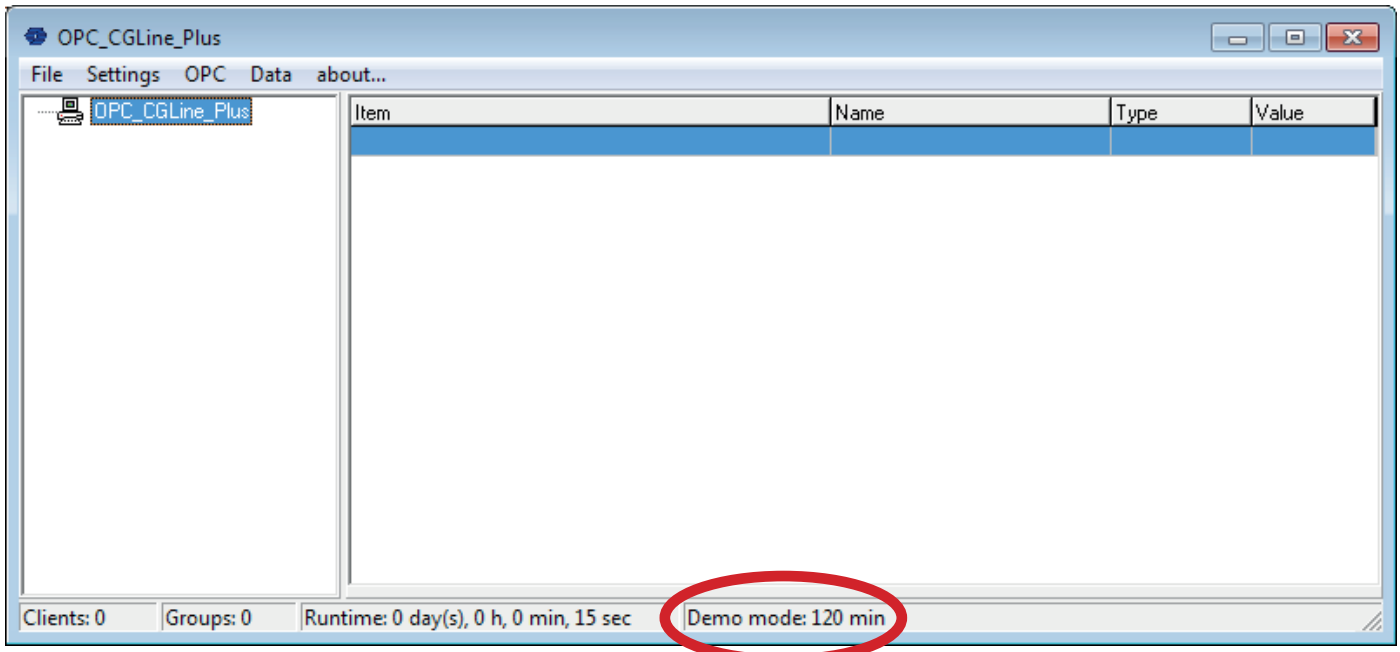 OPC_CGLine_Plus
File Settings OPC Data about...
OPC_CGLine_Plus
Item Name Type Value
Clients: 0 Groups: 0 Runtime: 0 day(s), 0 h, 0 min, 15 sec Demo mode: 120 min